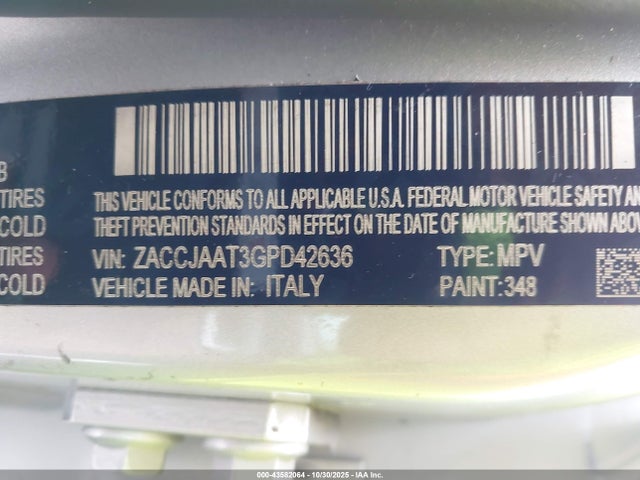 B
TIRES
COLD
TIRES
COLD
THIS VEHICLE CONFORMS TO ALL APPLICABLE U.S.A. FEDERAL MOTOR VEHICLE SAFETY AN
THEFT PREVENTION STANDARDS IN EFFECT ON THE DATE OF MANUFACTURE SHOWN ABOVE
VIN: ZACCJAAT3GPD42636 TYPE: MPV
VEHICLE MADE IN: ITALY PAINT: 348
000-43582064 - 10/30/2025 - IAA Inc.